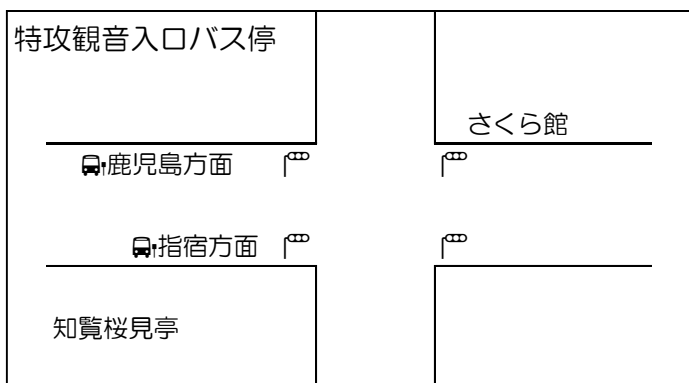 特攻観音入口バス停
さくら館
鹿児島方面
指宿方面
知覧桜見亭